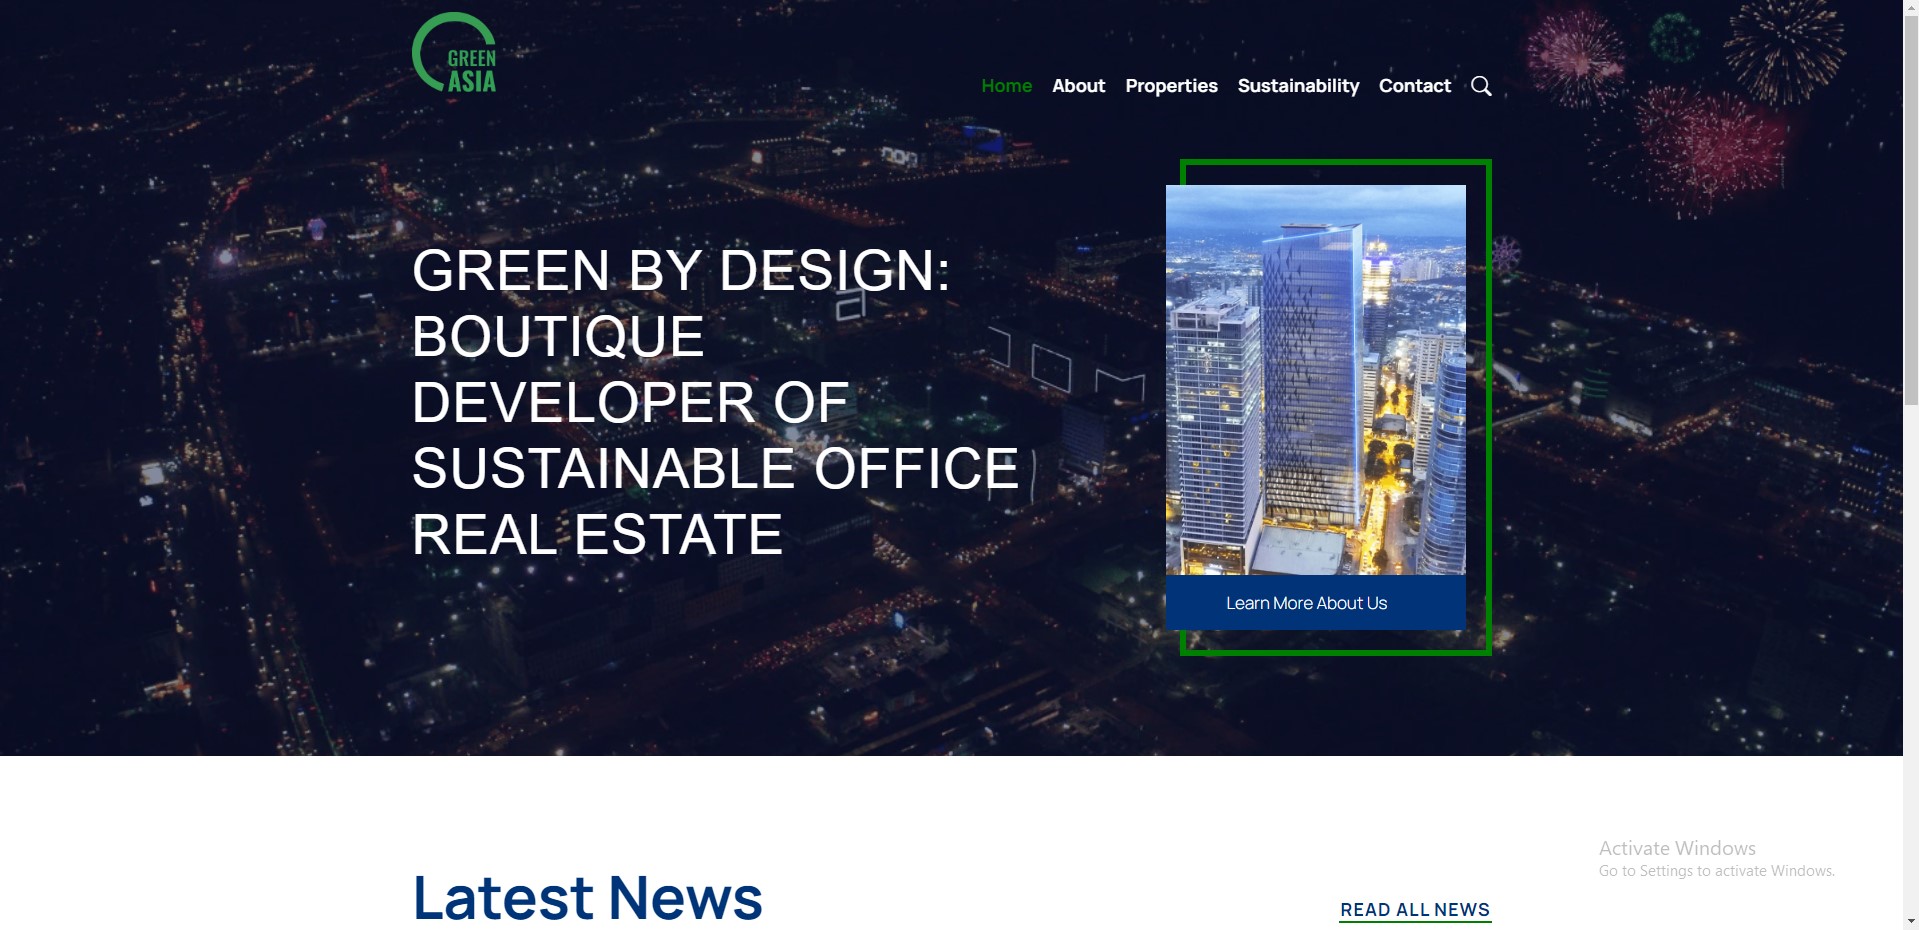 GREEN
ASIA
Home About Properties Sustainability Contact
GREEN BY DESIGN:
BOUTIQUE
DEVELOPER OF
SUSTAINABLE OFFICE
REAL ESTATE
Learn More About Us
Latest News
READ ALL NEWS
Activate Windows
Go to Settings to activate Windows.